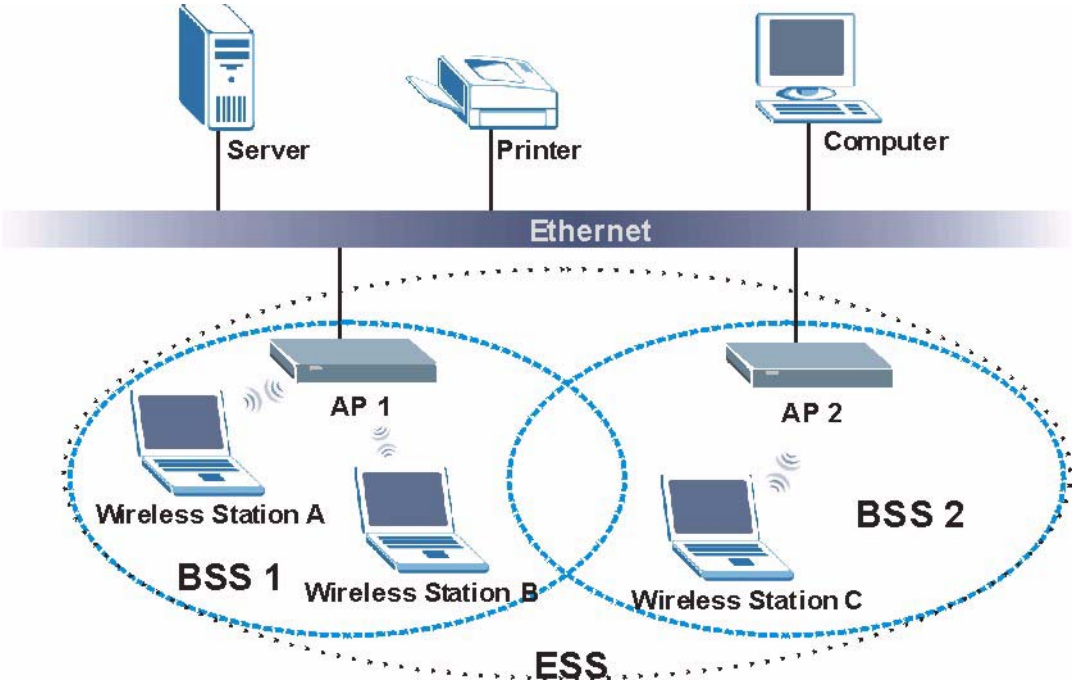 Server
Printer
Computer
Ethernet
AP 1
AP 2
Wireless Station A
BSS 2
BSS 1
Wireless Station B
Wireless Station C
ESS